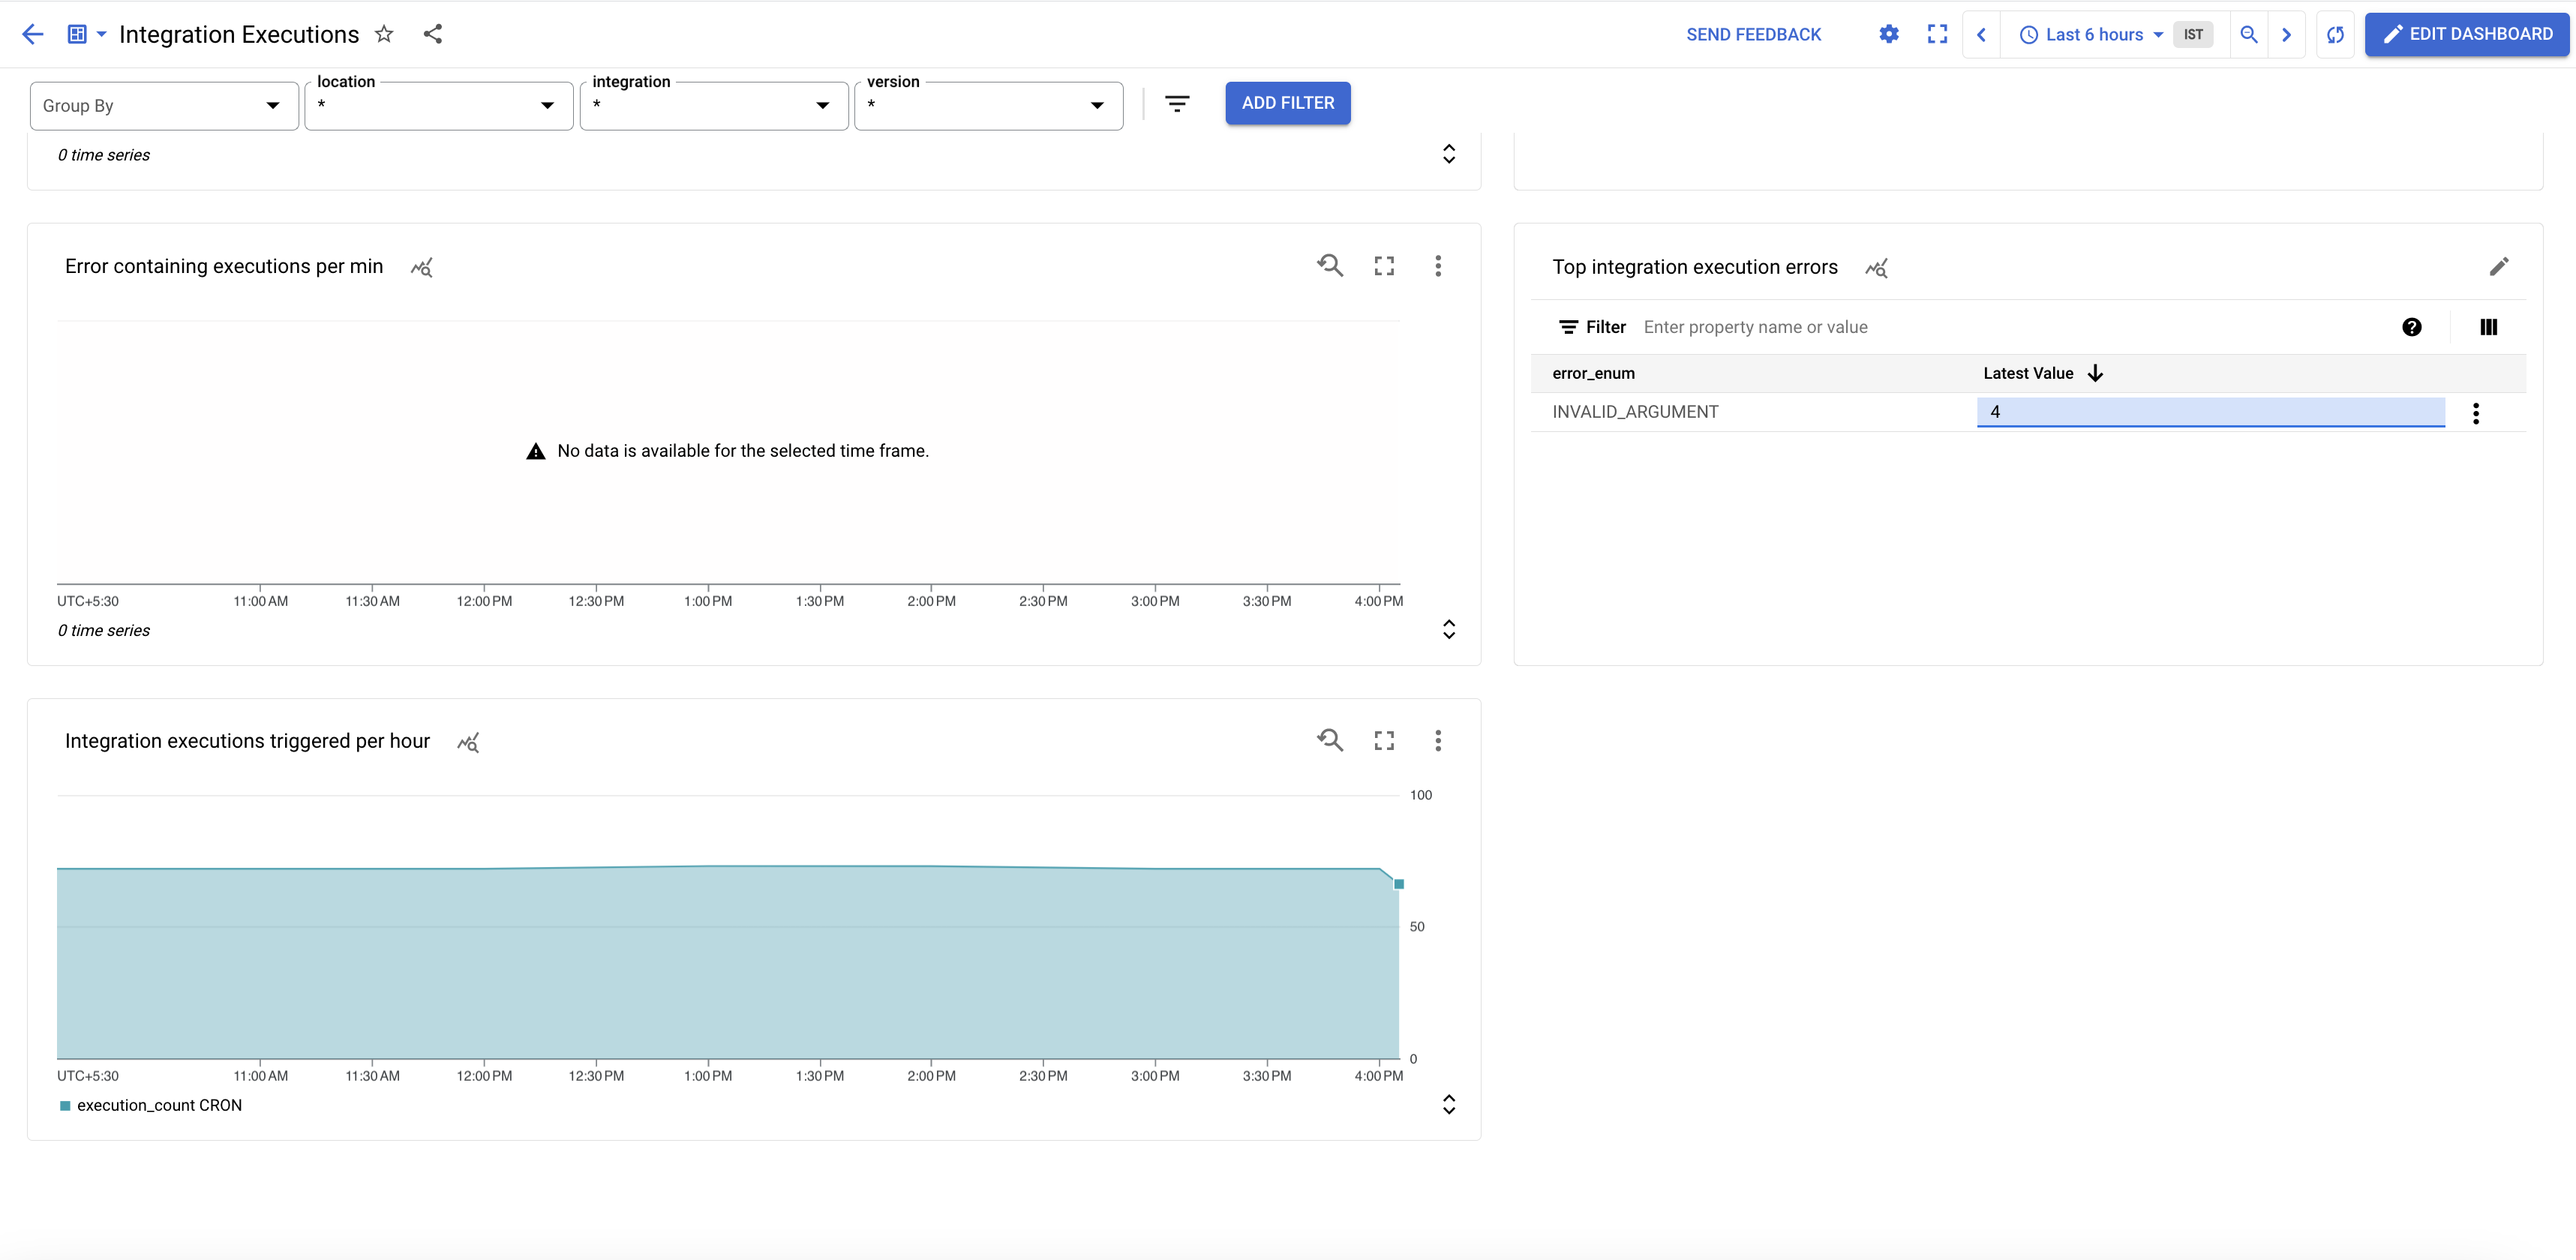 Integration Executions
SEND FEEDBACK
Last 6 hours
IST
EDIT DASHBOARD
Group By
location
*
integration
*
version
*
ADD FILTER
0 time series
Error containing executions per min
No data is available for the selected time frame.
UTC+5:30 11:00 AM 11:30 AM 12:00 PM 12:30 PM 1:00 PM 1:30 PM 2:00 PM 2:30 PM 3:00 PM 3:30 PM 4:00 PM
0 time series
Top integration execution errors
Filter Enter property name or value
error_enum Latest Value
INVALID_ARGUMENT 4
Integration executions triggered per hour
100
50
0
UTC+5:30 11:00 AM 11:30 AM 12:00 PM 12:30 PM 1:00 PM 1:30 PM 2:00 PM 2:30 PM 3:00 PM 3:30 PM 4:00 PM
execution_count CRON